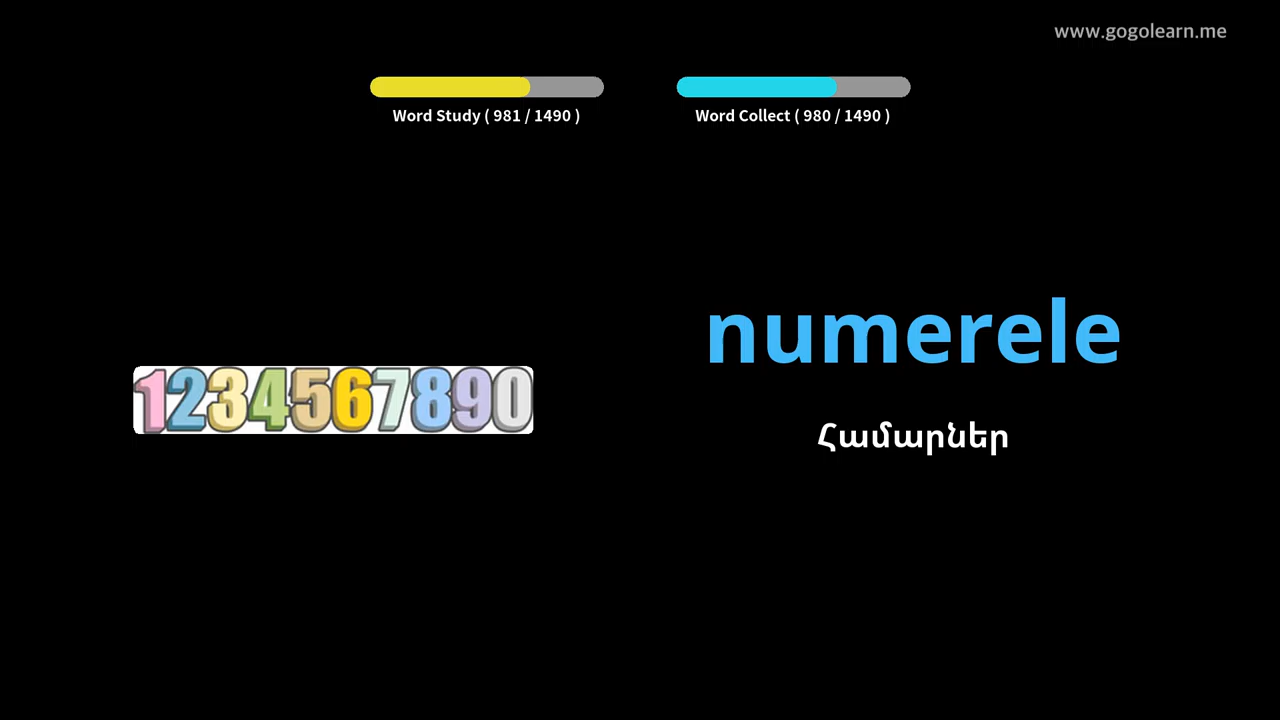 www.gogolearn.me
Word Study ( 981 / 1490 )
Word Collect ( 980 / 1490 )
numerele
1234567890
Համարներ